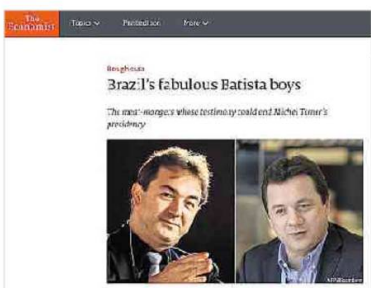 The
Economist
Topics
Print edition
More
Brazil's fabulous Batista boys
The meat-mongers whose testimony could end Michel Temer's
presidency